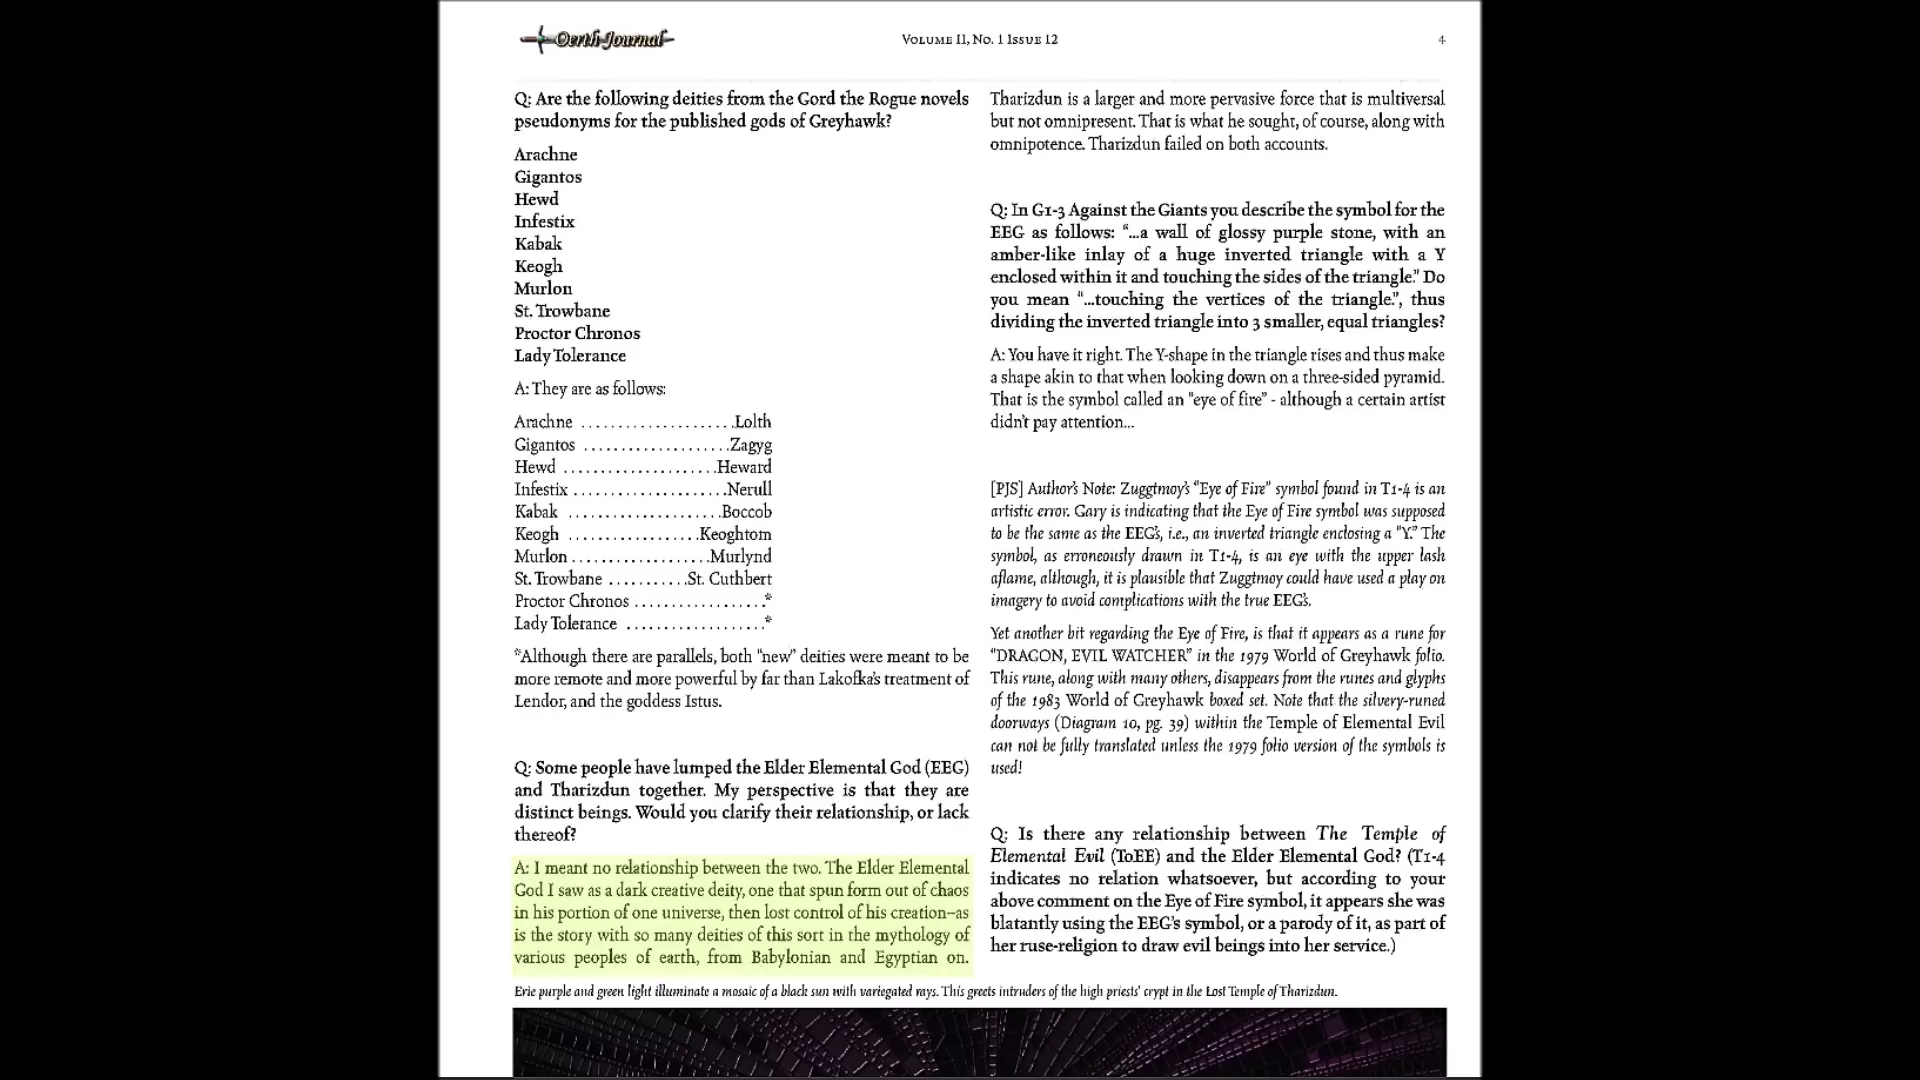 Oerth Journal
Volume II, No. 1 Issue 12
4
Q: Are the following deities from the Gord the Rogue novels
pseudonyms for the published gods of Greyhawk?
Arachne
Gigantos
Hewd
Infestix
Kabak
Keogh
Murlon
St. Trowbane
Proctor Chronos
Lady Tolerance
A: They are as follows:
Arachne ......................Lolth
Gigantos .....................Zagyg
Hewd ......................Heward
Infestix ......................Nerull
Kabak ......................Boccob
Keogh ...................Keoghtom
Murlon....................Murlynd
St. Trowbane ...........St. Cuthbert
Proctor Chronos ..................*
Lady Tolerance ...................*
*Although there are parallels, both "new" deities were meant to be
more remote and more powerful by far than Lakofka's treatment of
Lendor, and the goddess Istus.
Q: Some people have lumped the Elder Elemental God (EEG)
and Tharizdun together. My perspective is that they are
distinct beings. Would you clarify their relationship, or lack
thereof?
A: I meant no relationship between the two. The Elder Elemental
God I saw as a dark creative deity, one that spun form out of chaos
in his portion of one universe, then lost control of his creation–as
is the story with so many deities of this sort in the mythology of
various peoples of earth, from Babylonian and Egyptian on.
Tharizdun is a larger and more pervasive force that is multiversal
but not omnipresent. That is what he sought, of course, along with
omnipotence. Tharizdun failed on both accounts.
Q: In G1-3 Against the Giants you describe the symbol for the
EEG as follows: "...a wall of glossy purple stone, with an
amber-like inlay of a huge inverted triangle with a Y
enclosed within it and touching the sides of the triangle." Do
you mean "...touching the vertices of the triangle.", thus
dividing the inverted triangle into 3 smaller, equal triangles?
A: You have it right. The Y-shape in the triangle rises and thus make
a shape akin to that when looking down on a three-sided pyramid.
That is the symbol called an "eye of fire" - although a certain artist
didn't pay attention...
[PJS] Author's Note: Zuggtmoy's "Eye of Fire" symbol found in T1-4 is an
artistic error. Gary is indicating that the Eye of Fire symbol was supposed
to be the same as the EEG's, i.e., an inverted triangle enclosing a "Y." The
symbol, as erroneously drawn in T1-4, is an eye with the upper lash
aflame, although, it is plausible that Zuggtmoy could have used a play on
imagery to avoid complications with the true EEG's.
Yet another bit regarding the Eye of Fire, is that it appears as a rune for
"DRAGON, EVIL WATCHER" in the 1979 World of Greyhawk folio.
This rune, along with many others, disappears from the runes and glyphs
of the 1983 World of Greyhawk boxed set. Note that the silvery-runed
doorways (Diagram 10, pg. 39) within the Temple of Elemental Evil
can not be fully translated unless the 1979 folio version of the symbols is
used!
Q: Is there any relationship between The Temple of
Elemental Evil (ToEE) and the Elder Elemental God? (T1-4
indicates no relation whatsoever, but according to your
above comment on the Eye of Fire symbol, it appears she was
blatantly using the EEG's symbol, or a parody of it, as part of
her ruse-religion to draw evil beings into her service.)
Erie purple and green light illuminate a mosaic of a black sun with variegated rays. This greets intruders of the high priests' crypt in the Lost Temple of Tharizdun.